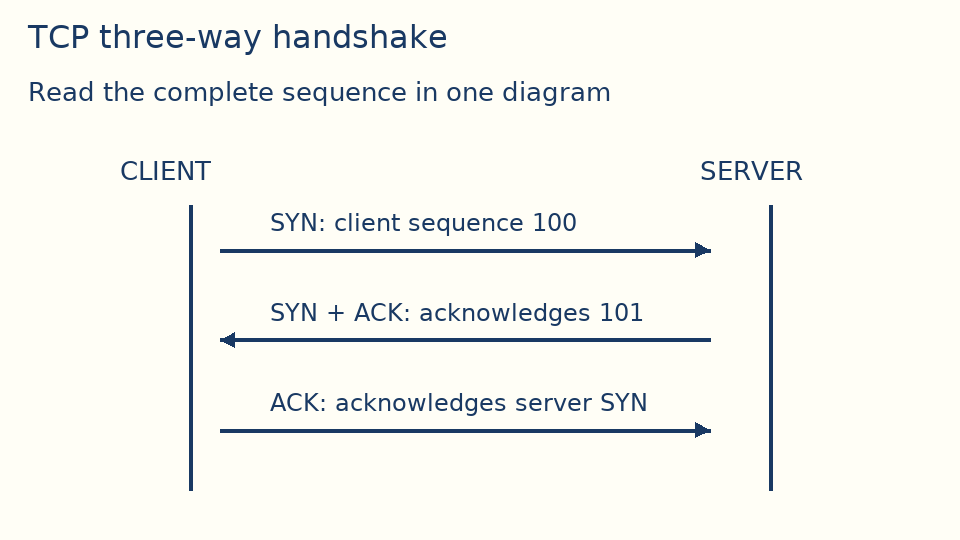 TCP three-way handshake
Read the complete sequence in one diagram
CLIENT SERVER
SYN: client sequence 100
SYN + ACK: acknowledges 101
ACK: acknowledges server SYN